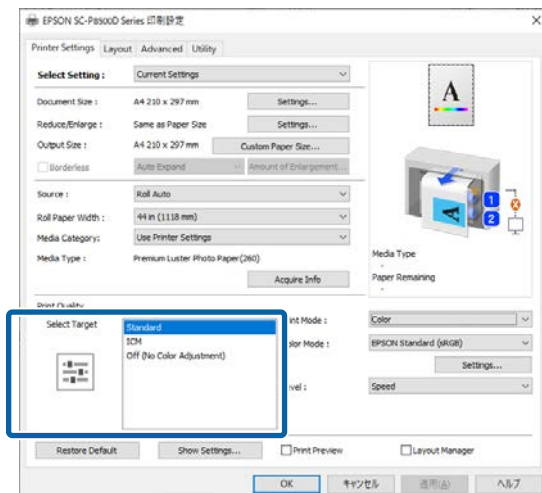 EPSON SC-P8500D Series 印刷設定
Printer Settings Layout Advanced Utility
Select Setting : Current Settings
Document Size : A4 210 x 297 mm Settings...
Reduce/Enlarge : Same as Paper Size Settings...
Output Size : A4 210 x 297 mm Custom Paper Size...
Borderless Auto Expand Amount of Enlargement...
Source : Roll Auto
Roll Paper Width : 44 in (1118 mm)
Media Category: Use Printer Settings
Media Type : Premium Luster Photo Paper(260)
Acquire Info
A
A
1
2
Media Type
-
Paper Remaining
-
Print Quality
Select Target
Standard
ICM
Off (No Color Adjustment)
int Mode : Color
olor Mode : EPSON Standard (sRGB)
Settings...
evel : Speed
Restore Default Show Settings... Print Preview Layout Manager
OK キャンセル 適用(A) ヘルプ